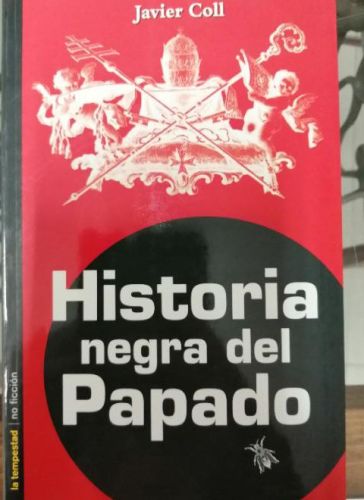 Javier Coll
Historia
negra del
Papado
la tempestad | no ficción